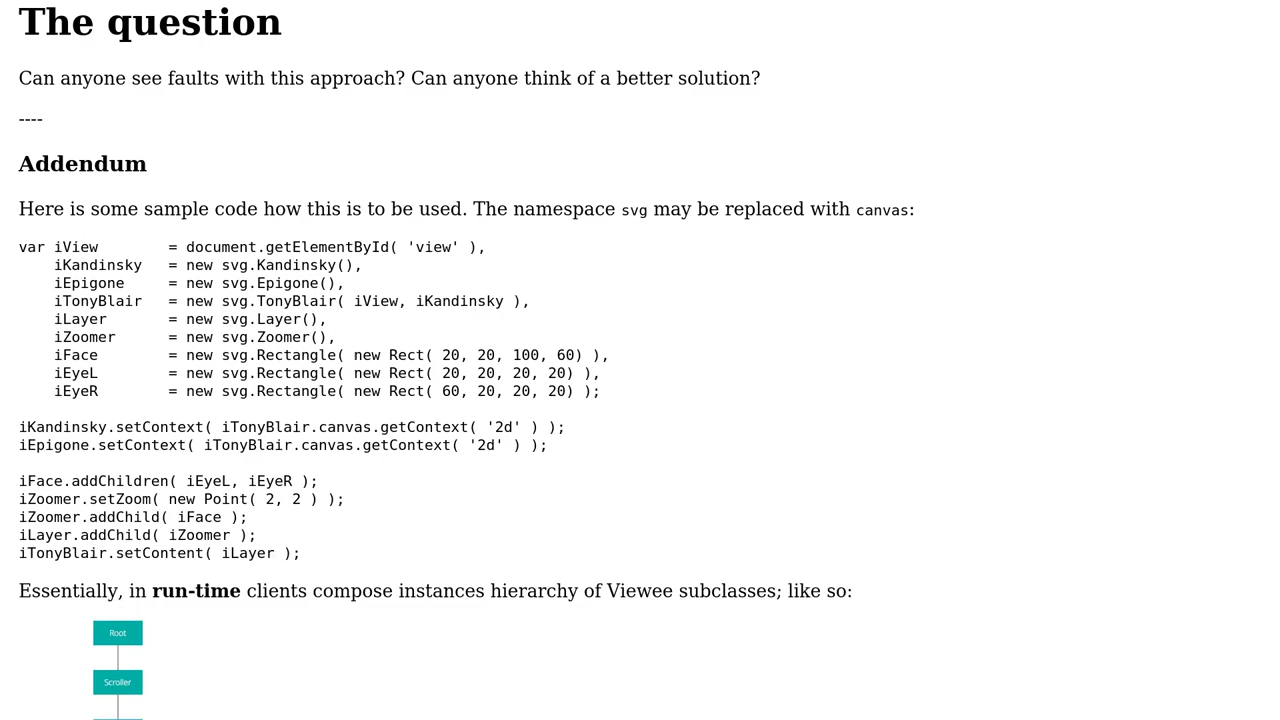 The question
Can anyone see faults with this approach? Can anyone think of a better solution?
----
Addendum
Here is some sample code how this is to be used. The namespace svg may be replaced with canvas:
var iView        = document.getElementById( 'view' ),
    iKandinsky   = new svg.Kandinsky(),
    iEpigone     = new svg.Epigone(),
    iTonyBlair   = new svg.TonyBlair( iView, iKandinsky ),
    iLayer       = new svg.Layer(),
    iZoomer      = new svg.Zoomer(),
    iFace        = new svg.Rectangle( new Rect( 20, 20, 100, 60) ),
    iEyeL        = new svg.Rectangle( new Rect( 20, 20, 20, 20) ),
    iEyeR        = new svg.Rectangle( new Rect( 60, 20, 20, 20) );
iKandinsky.setContext( iTonyBlair.canvas.getContext( '2d' ) );
iEpigone.setContext( iTonyBlair.canvas.getContext( '2d' ) );
iFace.addChildren( iEyeL, iEyeR );
iZoomer.setZoom( new Point( 2, 2 ) );
iZoomer.addChild( iFace );
iLayer.addChild( iZoomer );
iTonyBlair.setContent( iLayer );
Essentially, in run-time clients compose instances hierarchy of Viewee subclasses; like so:
Root
Scroller